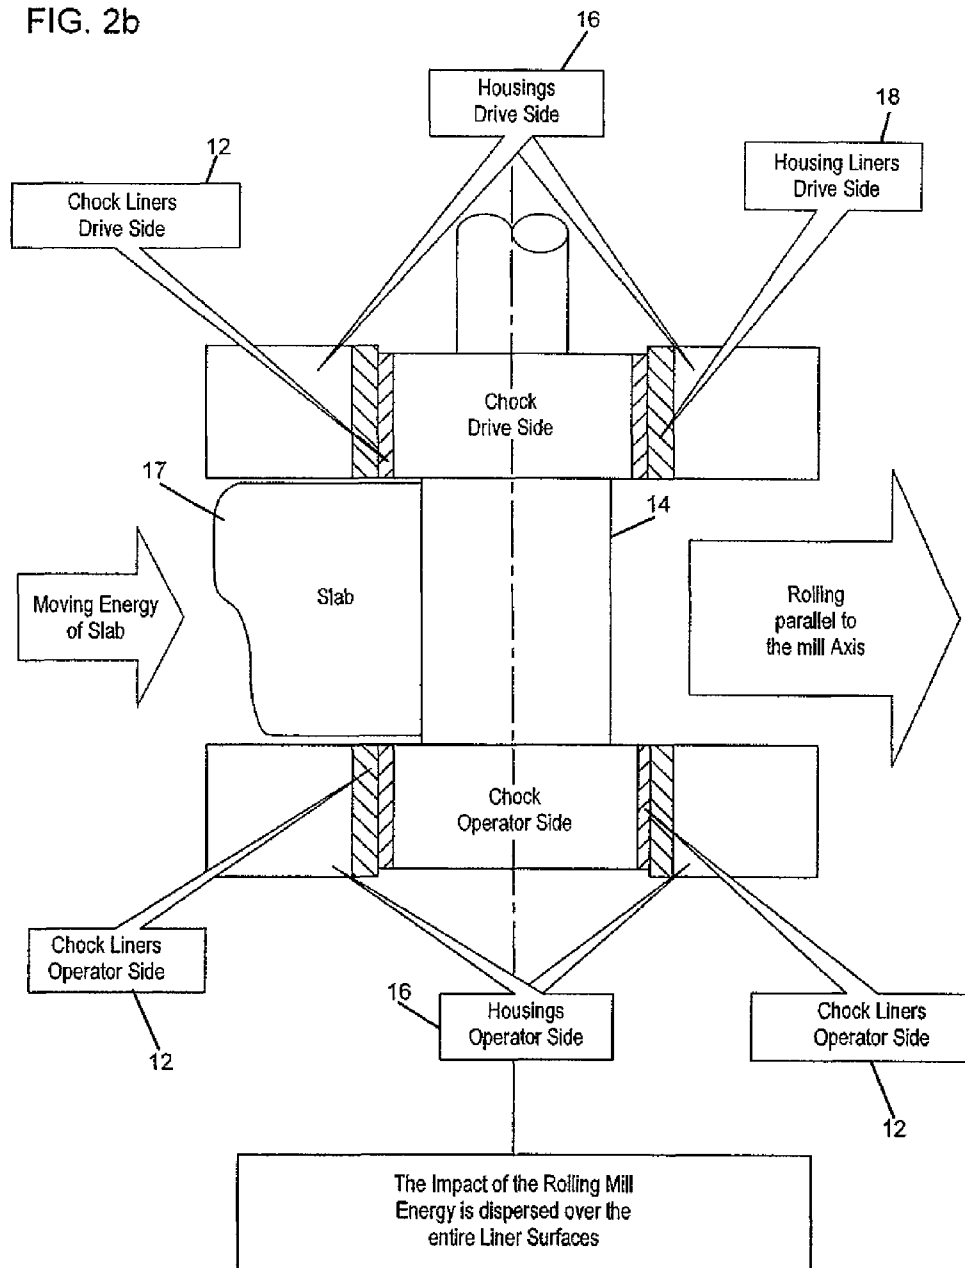 FIG. 2b
16
Housings
Drive Side
18
Housing Liners
Drive Side
12
Chock Liners
Drive Side
Chock
Drive Side
17
14
Moving Energy
of Slab
Slab
Rolling
parallel to
the mill Axis
Chock
Operator Side
Chock Liners
Operator Side
12
16
Housings
Operator Side
Chock Liners
Operator Side
12
The Impact of the Rolling Mill
Energy is dispersed over the
entire Liner Surfaces